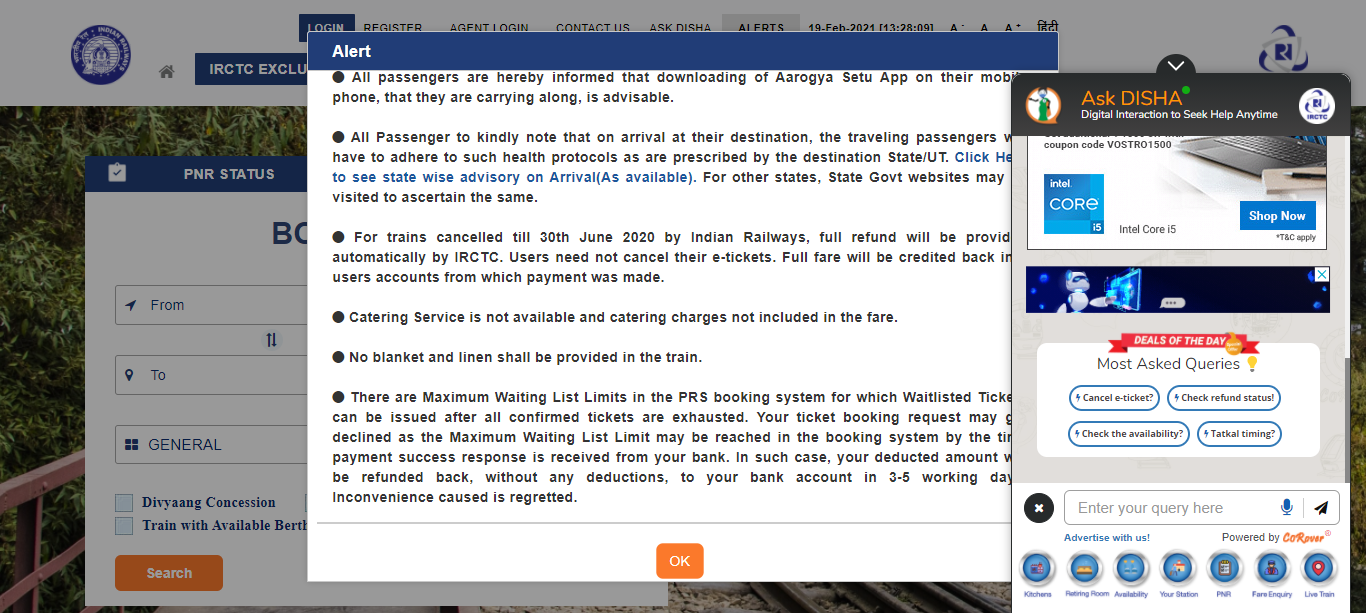 LOGIN REGISTER AGENT LOGIN CONTACT US ASK DISHA ALERTS 19-Feb-2021 [13:28:09] A - A A + हिंदी
IRCTC EXCLU
PNR STATUS
BO
From
To
GENERAL
Divyaang Concession
Train with Available Berth
Search
Alert
● All passengers are hereby informed that downloading of Aarogya Setu App on their mobil
phone, that they are carrying along, is advisable.
● All Passenger to kindly note that on arrival at their destination, the traveling passengers w
have to adhere to such health protocols as are prescribed by the destination State/UT. Click He
to see state wise advisory on Arrival(As available). For other states, State Govt websites may
visited to ascertain the same.
● For trains cancelled till 30th June 2020 by Indian Railways, full refund will be provid
automatically by IRCTC. Users need not cancel their e-tickets. Full fare will be credited back in
users accounts from which payment was made.
● Catering Service is not available and catering charges not included in the fare.
● No blanket and linen shall be provided in the train.
● There are Maximum Waiting List Limits in the PRS booking system for which Waitlisted Ticke
can be issued after all confirmed tickets are exhausted. Your ticket booking request may g
declined as the Maximum Waiting List Limit may be reached in the booking system by the tim
payment success response is received from your bank. In such case, your deducted amount w
be refunded back, without any deductions, to your bank account in 3-5 working day
Inconvenience caused is regretted.
OK
Ask DISHA
Digital Interaction to Seek Help Anytime
IRCTC
coupon code VOSTRO1500
intel.
CORE
i5
Intel Core i5
Shop Now
*T&C apply
DEALS OF THE DAY
Most Asked Queries
Cancel e-ticket? Check refund status!
Check the availability? Tatkal timing?
Enter your query here
Advertise with us! Powered by CoRover®
Kitchens Retiring Room Availability Your Station PNR Fare Enquiry Live Train